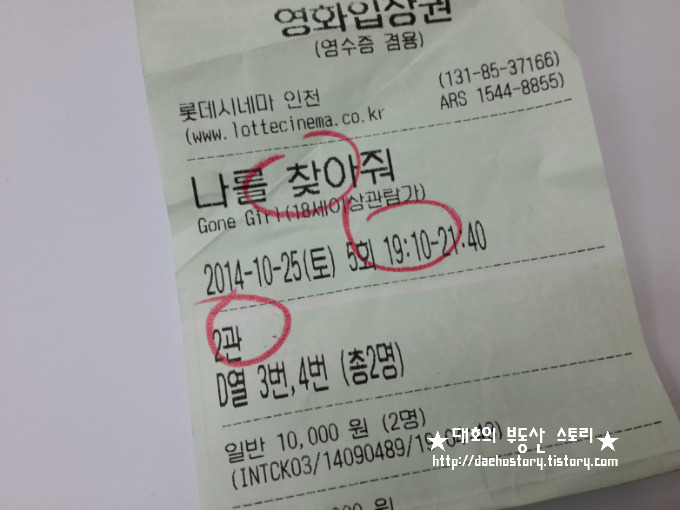 영화입장권
(영수증 겸용)
(131-85-37166)
롯데시네마 인천
ARS 1544-8855)
(www.lottecinema.co.kr
나를 찾아줘
Gone Girl(18세이상관람가)
2014-10-25(토) 5회 19:10-21:40
2관
D열 3번,4번 (총2명)
일반 10,000 원 (2명)
(INTCK03/14090489/19
★ 대호의 부동산 스토리 ★
http://daehostory.tistory.com